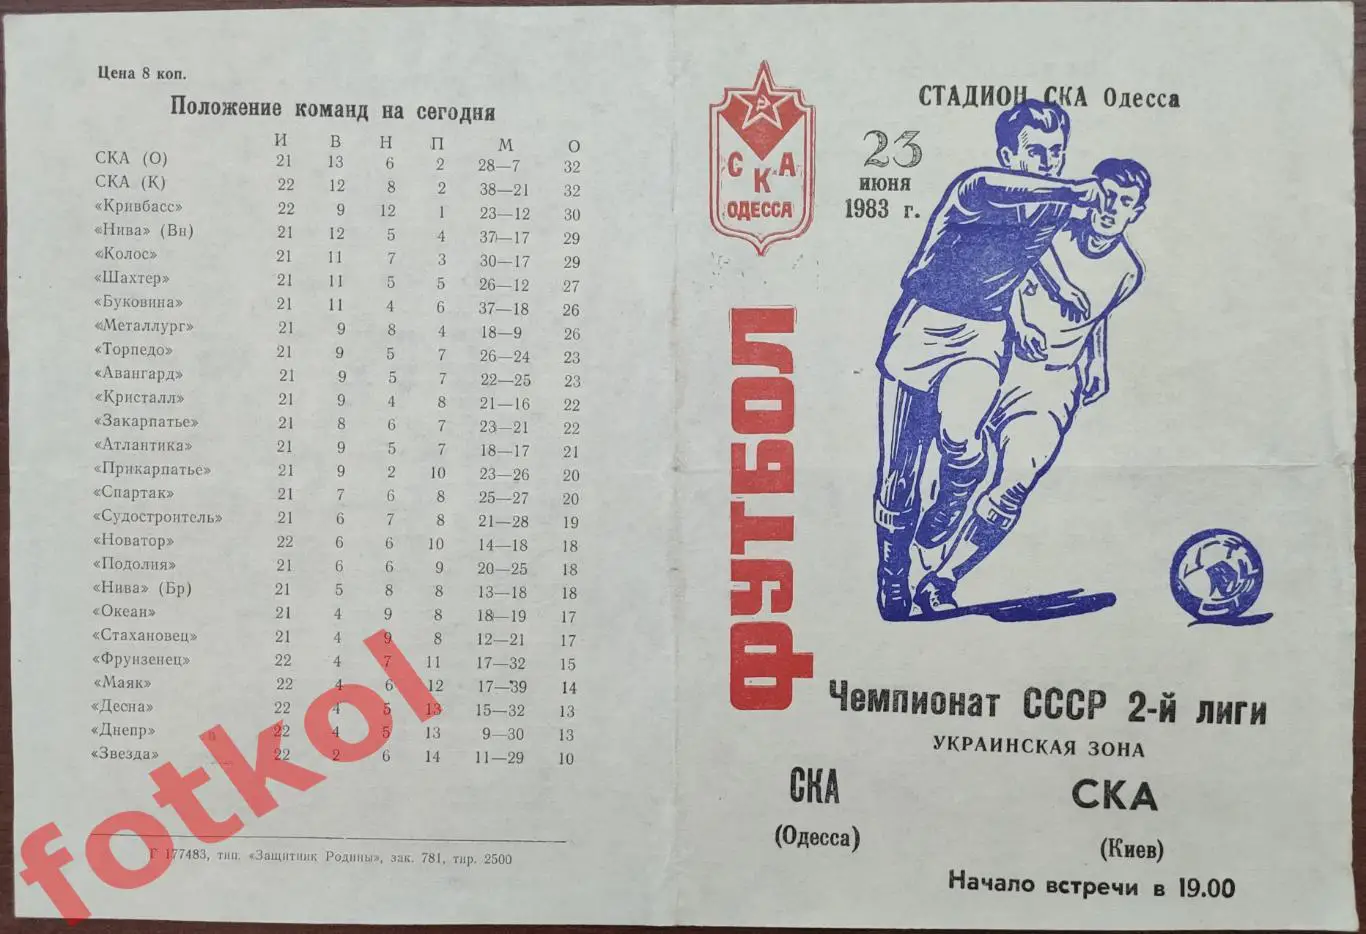 Цена 8 коп.
Положение команд на сегодня
И В Н П М О
СКА (О) 21 13 6 2 28—7 32
СКА (К) 22 12 8 2 38—21 32
«Кривбасс» 22 9 12 1 23—12 30
«Нива» (Вн) 21 12 5 4 37—17 29
«Колос» 21 11 7 3 30—17 29
«Шахтер» 21 11 5 5 26—12 27
«Буковина» 21 11 4 6 37—18 26
«Металлург» 21 9 8 4 18—9 26
«Торпедо» 21 9 5 7 26—24 23
«Авангард» 21 9 5 7 22—25 23
«Кристалл» 21 9 4 8 21—16 22
«Закарпатье» 21 8 6 7 23—21 22
«Атлантика» 21 9 5 7 18—17 21
«Прикарпатье» 21 9 2 10 23—26 20
«Спартак» 21 7 6 8 25—27 20
«Судостроитель» 21 6 7 8 21—28 19
«Новатор» 22 6 6 10 14—18 18
«Подолия» 21 6 6 9 20—25 18
«Нива» (Бр) 21 5 8 8 13—18 18
«Океан» 21 4 9 8 18—19 17
«Стахановец» 21 4 9 8 12—21 17
«Фрунзенец» 22 4 7 11 17—32 15
«Маяк» 22 4 6 12 17—39 14
«Десна» 22 4 5 13 15—32 13
«Днепр» 22 4 5 13 9—30 13
«Звезда» 22 2 6 14 11—29 10
Г 177483, тип. «Защитник Родины», зак. 781, тир. 2500
fotkol
СКА
ОДЕССА
СТАДИОН СКА Одесса
23
июня
1983 г.
ФУТБОЛ
Чемпионат СССР 2-й лиги
УКРАИНСКАЯ ЗОНА
СКА СКА
(Одесса) (Киев)
Начало встречи в 19.00